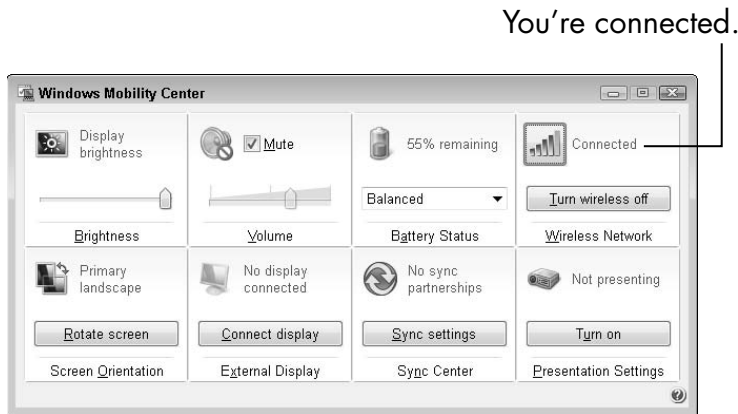 You're connected.
Windows Mobility Center
Display
brightness
Brightness
Mute
Volume
55% remaining
Balanced
Battery Status
Connected
Turn wireless off
Wireless Network
Primary
landscape
Rotate screen
Screen Orientation
No display
connected
Connect display
External Display
No sync
partnerships
Sync settings
Sync Center
Not presenting
Turn on
Presentation Settings